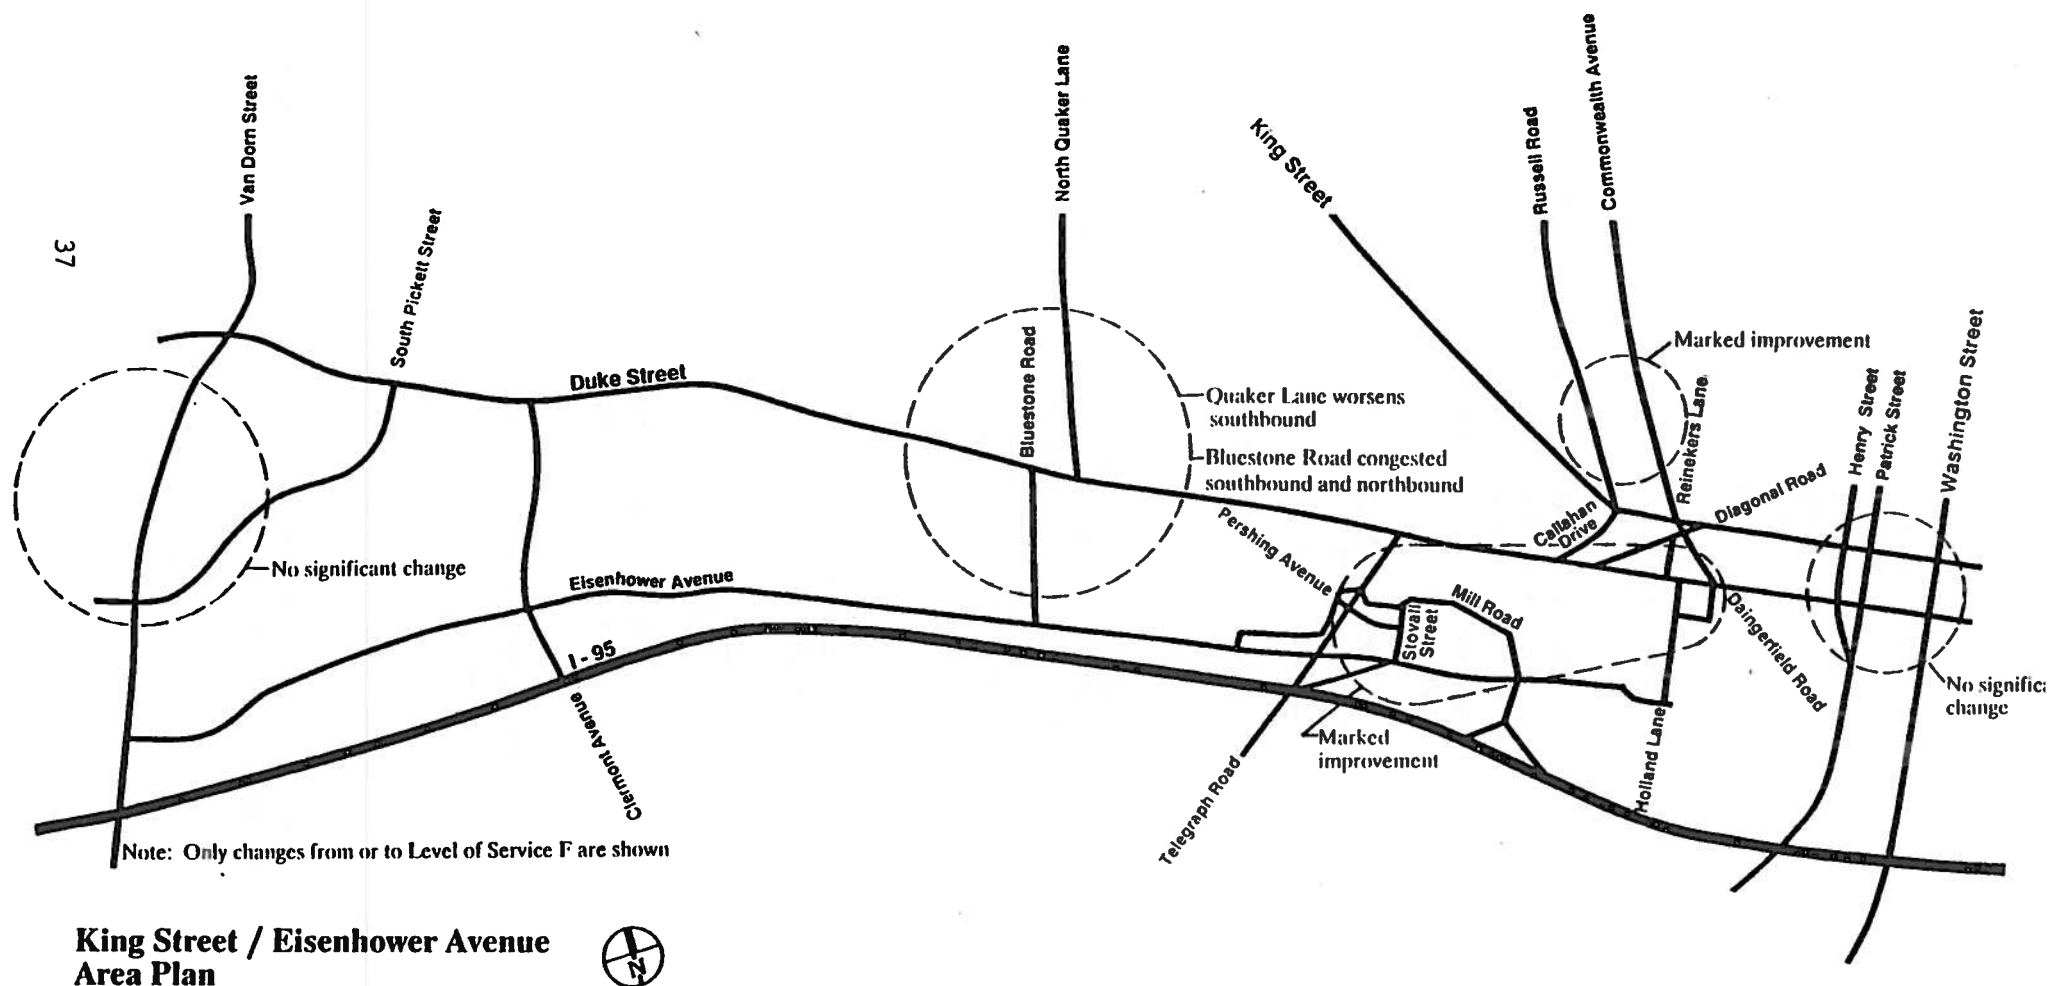 37
Van Dorn Street
South Pickett Street
North Quaker Lane
King Street
Russell Road
Commonwealth Avenue
Marked improvement
Reinekers Lane
Henry Street
Patrick Street
Washington Street
Duke Street
Bluestone Road
Quaker Lane worsens
southbound
Bluestone Road congested
southbound and northbound
Diagonal Road
Callahan
Drive
Pershing Avenue
No significant change
Eisenhower Avenue
Stovall
Street
Mill Road
Daingerfield Road
I - 95
Clermont Avenue
Marked
improvement
Telegraph Road
Holland Lane
No signific
change
Note: Only changes from or to Level of Service F are shown
King Street / Eisenhower Avenue
Area Plan
N